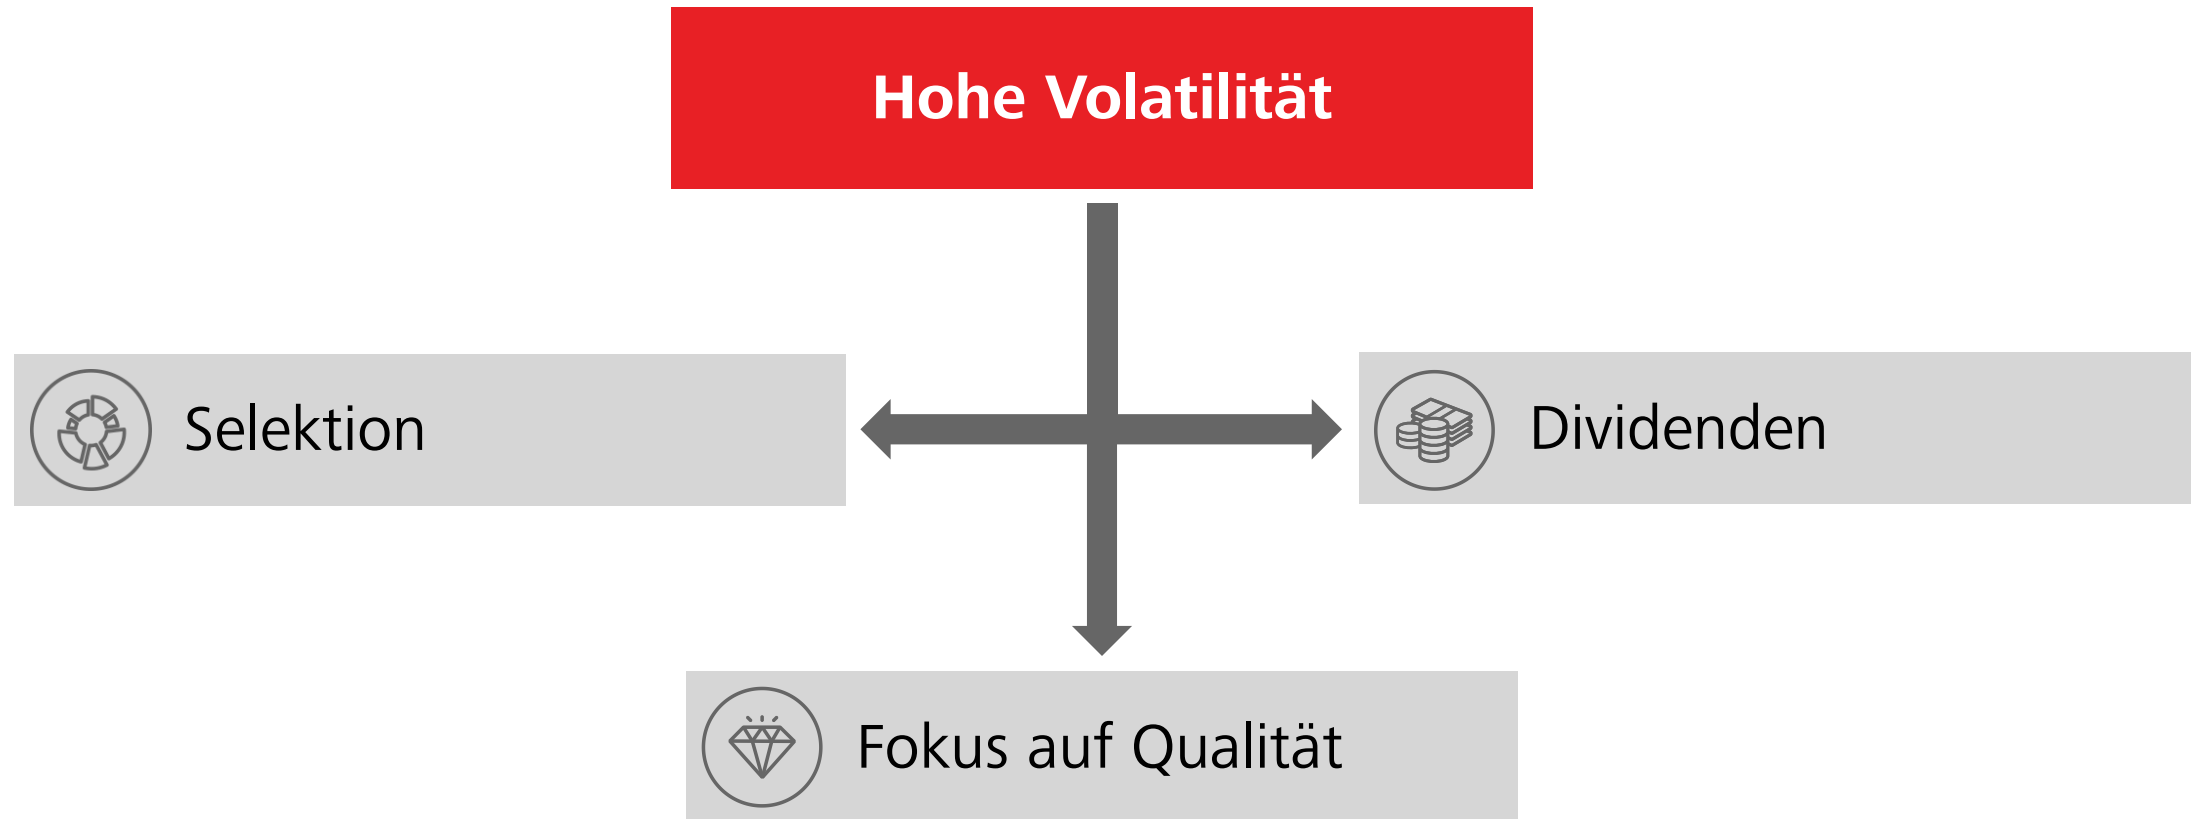 Hohe Volatilität
Selektion
Dividenden
Fokus auf Qualität